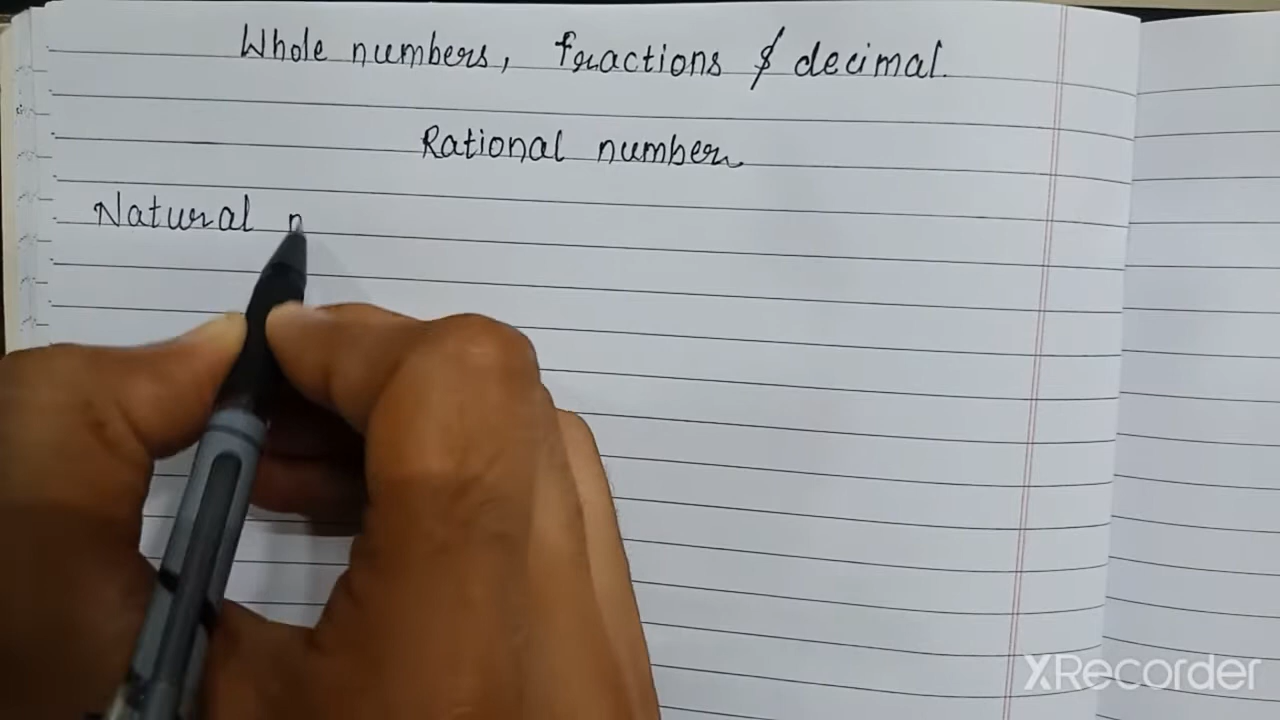 Whole numbers, fractions & decimal.
Rational number
Natural n
XRecorder